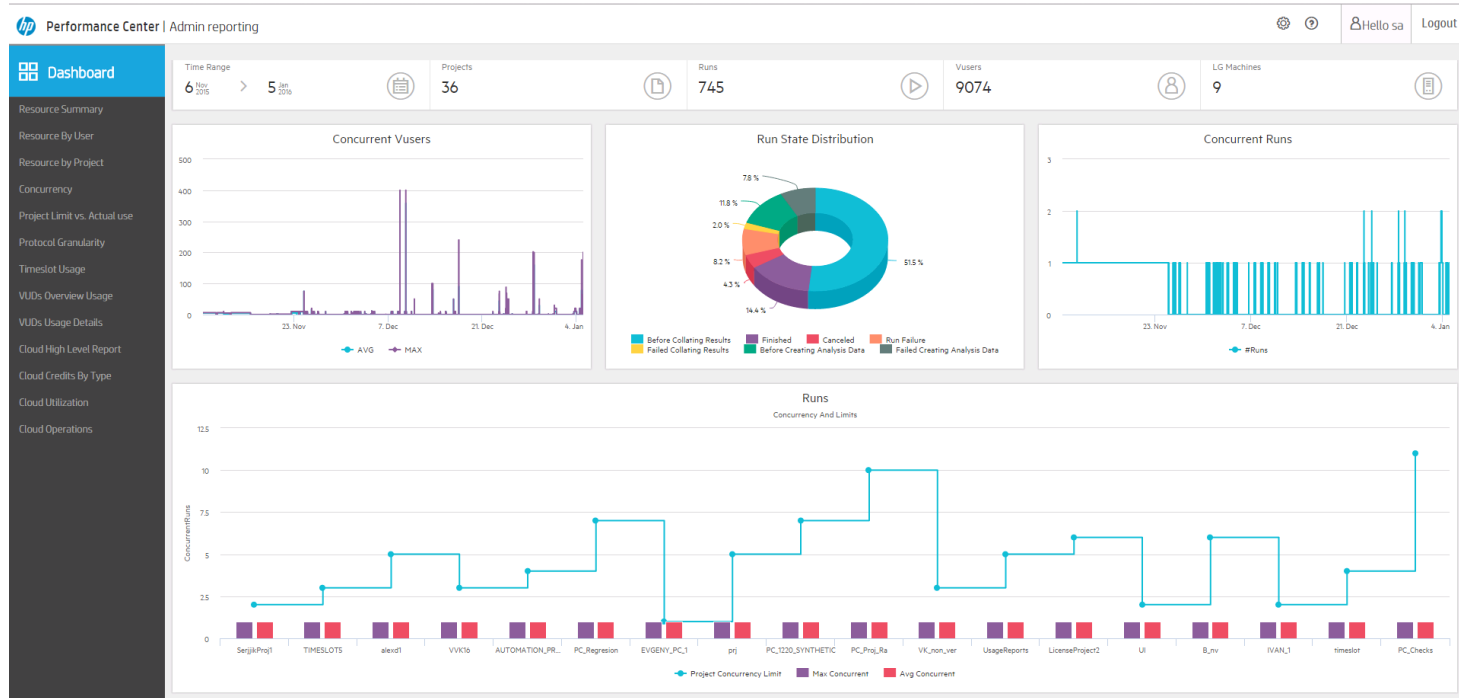 hp Performance Center | Admin reporting
Hello sa
Logout
Dashboard
Resource Summary
Resource By User
Resource by Project
Concurrency
Project Limit vs. Actual use
Protocol Granularity
Timeslot Usage
VUDs Overview Usage
VUDs Usage Details
Cloud High Level Report
Cloud Credits By Type
Cloud Utilization
Cloud Operations
Time Range
6 Nov 2015 > 5 Jan 2016
Projects
36
Runs
745
Vusers
9074
LG Machines
9
Concurrent Vusers
500
400
300
200
100
0
23. Nov 7. Dec 21. Dec 4. Jan
AVG MAX
Run State Distribution
7.8 %
11.8 %
2.0 %
8.2 %
4.3 %
14.4 %
51.5 %
Before Collating Results Finished Canceled Run Failure
Failed Collating Results Before Creating Analysis Data Failed Creating Analysis Data
Concurrent Runs
3
2
1
0
23. Nov 7. Dec 21. Dec 4. Jan
#Runs
Runs
Concurrency And Limits
ConcurrentRuns
12.5
10
7.5
5
2.5
0
SerjjikProj1 TIMESLOTS alexd1 VVK16 AUTOMATION_PR... PC_Regresion EVGENY_PC_1 prj PC_1220_SYNTHETIC PC_Proj_Ra VK_non_ver UsageReports LicenseProject2 UI B_nv IVAN_1 timeslot PC_Checks
Project Concurrency Limit Max Concurrent Avg Concurrent